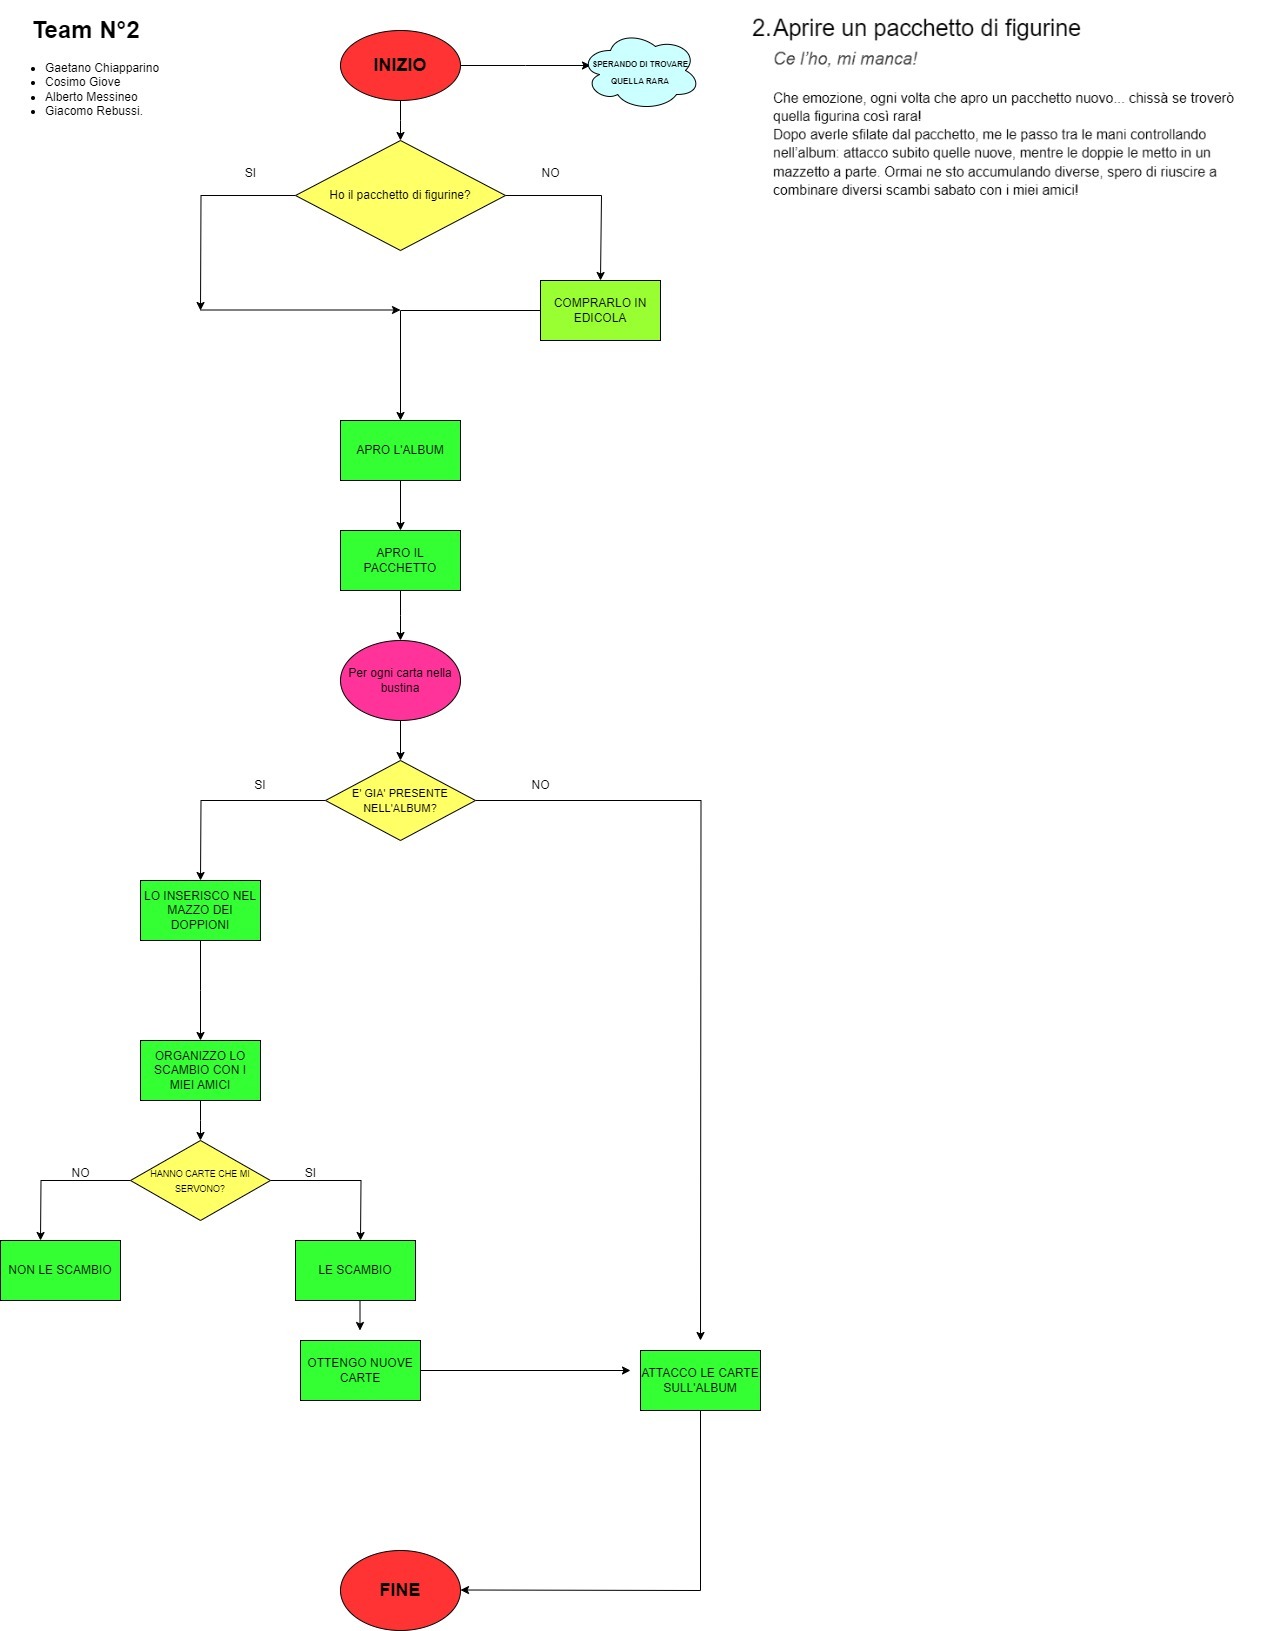 Team N°2
Gaetano Chiapparino
Cosimo Giove
Alberto Messineo
Giacomo Rebussi.
2. Aprire un pacchetto di figurine
Ce l'ho, mi manca!
Che emozione, ogni volta che apro un pacchetto nuovo... chissà se troverò
quella figurina così rara!
Dopo averle sfilate dal pacchetto, me le passo tra le mani controllando
nell'album: attacco subito quelle nuove, mentre le doppie le metto in un
mazzetto a parte. Ormai ne sto accumulando diverse, spero di riuscire a
combinare diversi scambi sabato con i miei amici!
INIZIO
SPERANDO DI TROVARE
QUELLA RARA
SI
NO
Ho il pacchetto di figurine?
COMPRARLO IN
EDICOLA
APRO L'ALBUM
APRO IL
PACCHETTO
Per ogni carta nella
bustina
SI
NO
E' GIA' PRESENTE
NELL'ALBUM?
LO INSERISCO NEL
MAZZO DEI
DOPPIONI
ORGANIZZO LO
SCAMBIO CON I
MIEI AMICI
NO
SI
HANNO CARTE CHE MI
SERVONO?
NON LE SCAMBIO
LE SCAMBIO
OTTENGO NUOVE
CARTE
ATTACCO LE CARTE
SULL'ALBUM
FINE